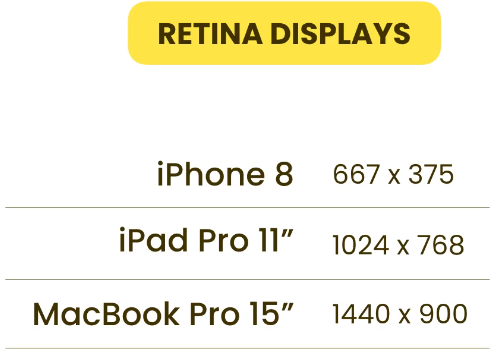 RETINA DISPLAYS
iPhone 8 667 x 375
iPad Pro 11” 1024 x 768
MacBook Pro 15” 1440 x 900